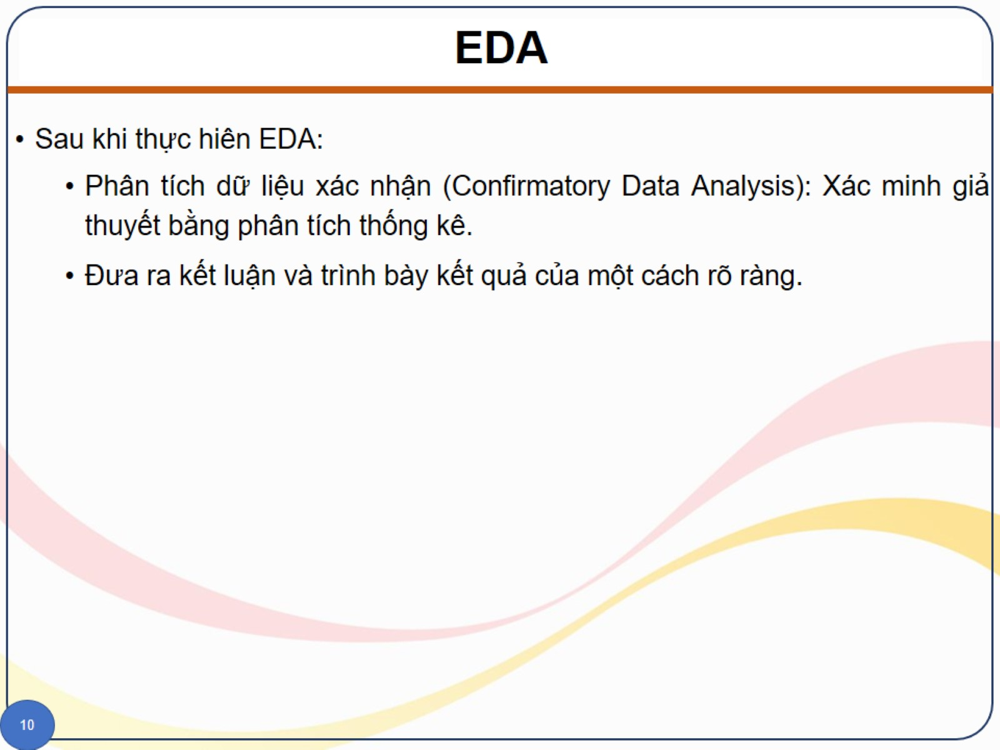 EDA
• Sau khi thực hiên EDA:
• Phân tích dữ liệu xác nhận (Confirmatory Data Analysis): Xác minh giả
thuyết bằng phân tích thống kê.
• Đưa ra kết luận và trình bày kết quả của một cách rõ ràng.
10